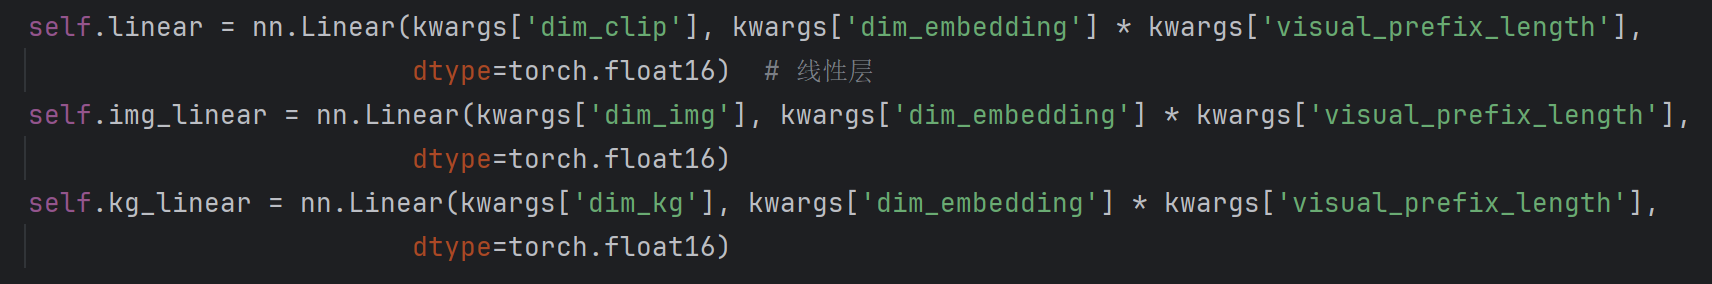 self.linear = nn.Linear(kwargs['dim_clip'], kwargs['dim_embedding'] * kwargs['visual_prefix_length'],
dtype=torch.float16)  # 线性层
self.img_linear = nn.Linear(kwargs['dim_img'], kwargs['dim_embedding'] * kwargs['visual_prefix_length'],
dtype=torch.float16)
self.kg_linear = nn.Linear(kwargs['dim_kg'], kwargs['dim_embedding'] * kwargs['visual_prefix_length'],
dtype=torch.float16)